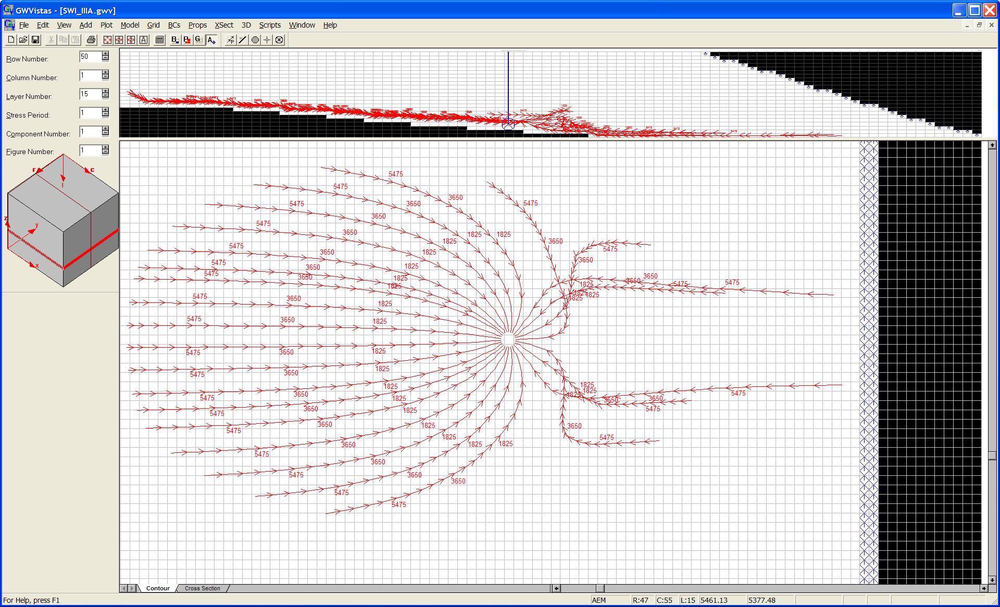 GWVistas - [SWI_IIIA.gwv]
File Edit View Add Plot Model Grid BCs Props XSect 3D Scripts Window Help
Row Number: 50
Column Number: 1
Layer Number: 15
Stress Period: 1
Component Number: 1
Figure Number: 1
r c
l
z y
x
5475
5475 3650 5475
5475 3650
3650
5475 3650 1825 1825 3650
5475 3650 1825 5475
5475 3650 1825 3650
5475 3650 1825 1825 3650
5475 3650 1825 1825 3650 5475 5475
5475 3650 1825 1825 1825 1825
5475 3650 1825
5475 3650 1825
5475 3650 1825
5475 3650 1825 1825 1825 5475
5475 3650 1825 1825 3650 3650
5475 3650 1825 5475
5475 3650 1825 3650
5475 3650 1825 1825 1825 5475
5475 3650
5475 3650 3650
5475
5475
Contour Cross Section
For Help, press F1 AEM R:47 C:55 L:15 5461.13 5377.48